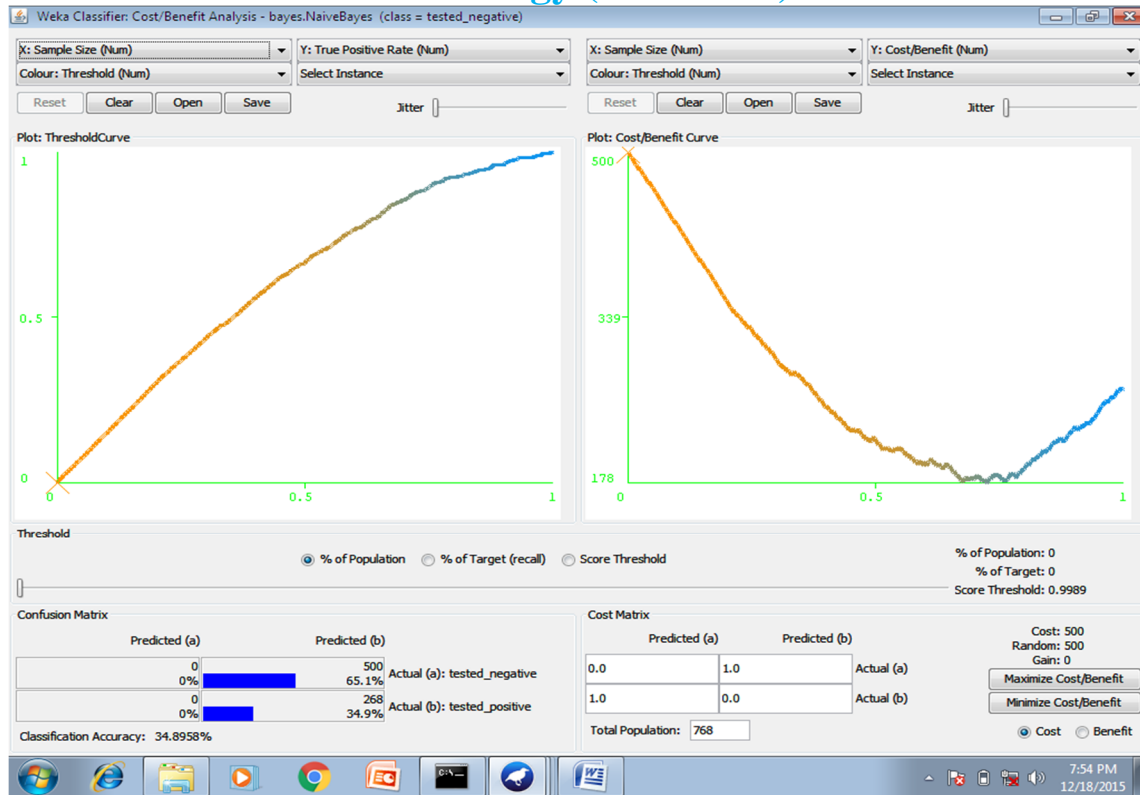 Weka Classifier: Cost/Benefit Analysis - bayes.NaiveBayes (class = tested_negative)
X: Sample Size (Num)
Y: True Positive Rate (Num)
X: Sample Size (Num)
Y: Cost/Benefit (Num)
Colour: Threshold (Num)
Select Instance
Colour: Threshold (Num)
Select Instance
Reset
Clear
Open
Save
Jitter
Reset
Clear
Open
Save
Jitter
Plot: ThresholdCurve
1
0.5
0
0
0.5
1
Plot: Cost/Benefit Curve
500
339
178
0
0.5
1
Threshold
% of Population
% of Target (recall)
Score Threshold
% of Population: 0
% of Target: 0
Score Threshold: 0.9989
Confusion Matrix
Predicted (a)
Predicted (b)
0
0%
500
65.1%
Actual (a): tested_negative
0
0%
268
34.9%
Actual (b): tested_positive
Classification Accuracy: 34.8958%
Cost Matrix
Predicted (a)
Predicted (b)
0.0
1.0
Actual (a)
1.0
0.0
Actual (b)
Total Population: 768
Cost: 500
Random: 500
Gain: 0
Maximize Cost/Benefit
Minimize Cost/Benefit
Cost
Benefit
C:\_
7:54 PM
12/18/2015